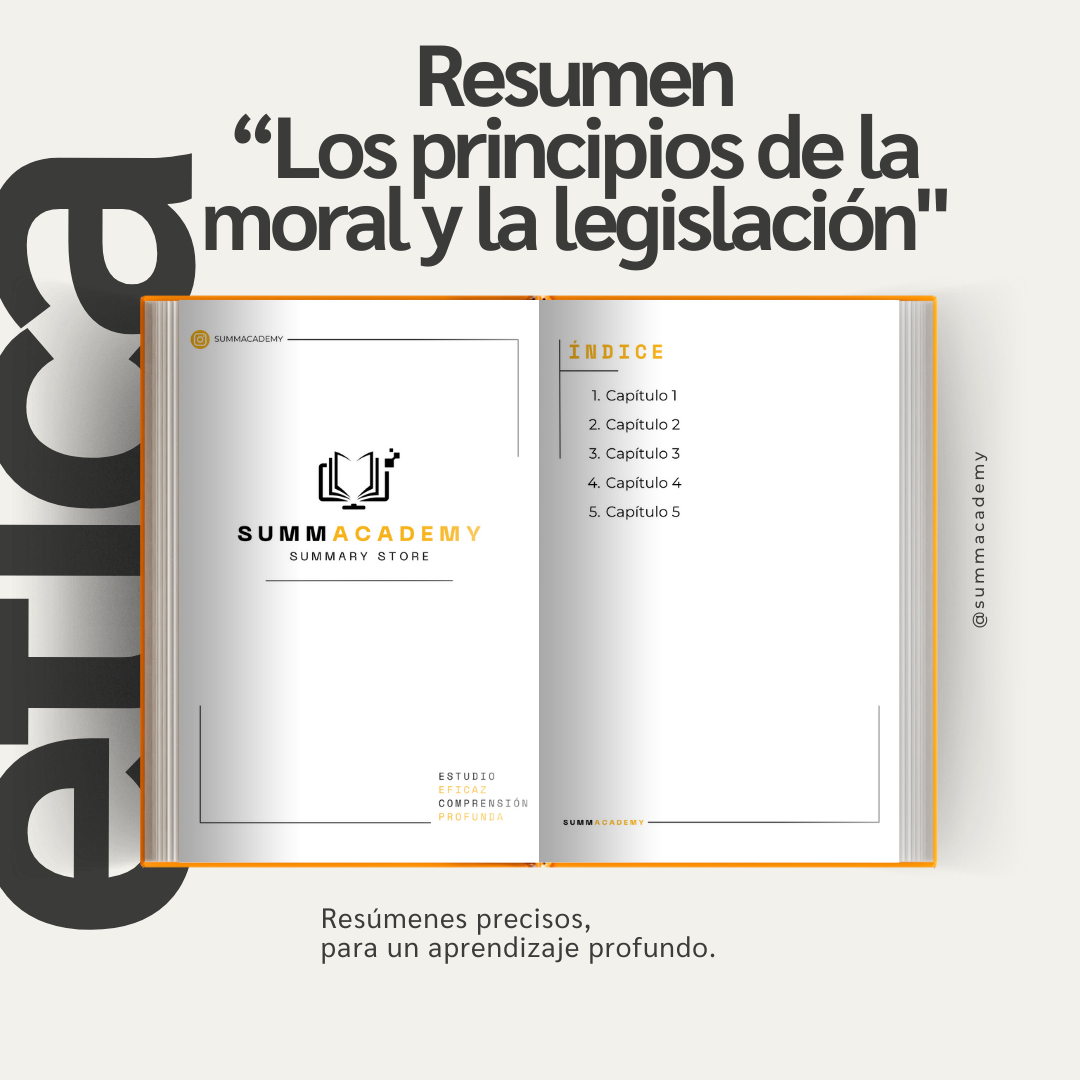 Resumen
“Los principios de la
moral y la legislación"
etica
SUMMACADEMY
SUMMACADEMY
SUMMARY STORE
ESTUDIO
EFICAZ
COMPRENSIÓN
PROFUNDA
ÍNDICE
1. Capítulo 1
2. Capítulo 2
3. Capítulo 3
4. Capítulo 4
5. Capítulo 5
SUMMACADEMY
@summacademy
Resúmenes precisos,
para un aprendizaje profundo.